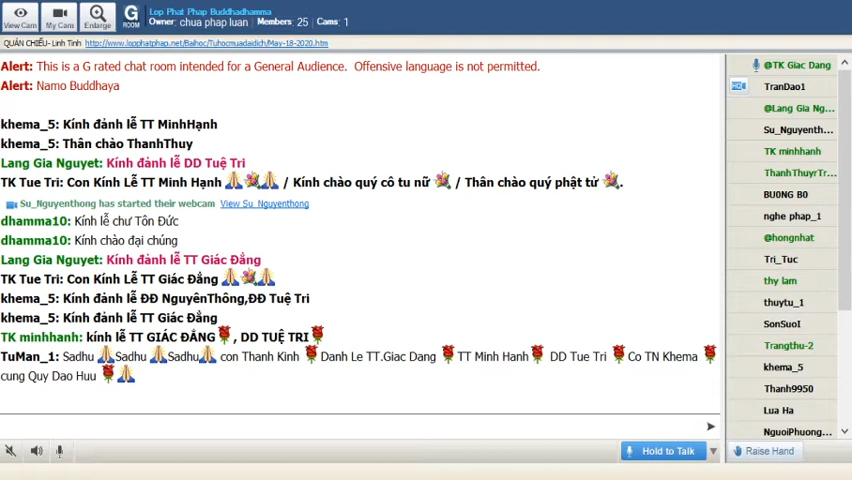 View Cam
My Cam
Enlarge
G ROOM
Lop Phat Phap Buddhadhamma
Owner: chua phap luan Members: 25 Cams: 1
QUÁN CHIẾU- Linh Tinh http://www.lopphatphap.net/Baihoc/Tuhocmuadaidich/May-18-2020.htm
Alert: This is a G rated chat room intended for a General Audience. Offensive language is not permitted.
Alert: Namo Buddhaya
khema_5: Kính đảnh lễ TT MinhHạnh
khema_5: Thân chào ThanhThuy
Lang Gia Nguyet: Kính đảnh lễ DD Tuệ Tri
TK Tue Tri: Con Kính Lễ TT Minh Hạnh 🙏💐🙏 / Kính chào quý cô tu nữ 💐 / Thân chào quý phật tử 💐.
Su_Nguyenthong has started their webcam View Su_Nguyenthong
dhamma10: Kính lễ chư Tôn Đức
dhamma10: Kính chào đại chúng
Lang Gia Nguyet: Kính đảnh lễ TT Giác Đẳng
TK Tue Tri: Con Kính Lễ TT Giác Đẳng 🙏💐🙏
khema_5: Kính đảnh lễ ĐĐ NguyênThông,ĐĐ Tuệ Tri
khema_5: Kính đảnh lễ TT Giác Đẳng
TK minhhanh: kính lễ TT GIÁC ĐẲNG🌹, DD TUỆ TRI🌹
TuMan_1: Sadhu 🙏Sadhu 🙏Sadhu🙏 con Thanh Kinh 🌹Danh Le TT.Giac Dang 🌹TT Minh Hanh🌹 DD Tue Tri 🌹Co TN Khema 🌹
cung Quy Dao Huu 🌹🙏
Hold to Talk
@TK Giac Dang
HD
TranDao1
@Lang Gia Ng...
Su_Nguyenth...
TK minhhanh
ThanhThuyrTr...
BU0NG B0
nghe phap_1
@hongnhat
Tri_Tuc
thy lam
thuytu_1
SonSuoI
Trangthu-2
khema_5
Thanh9950
Lua Ha
NguoiPhuong...
Raise Hand